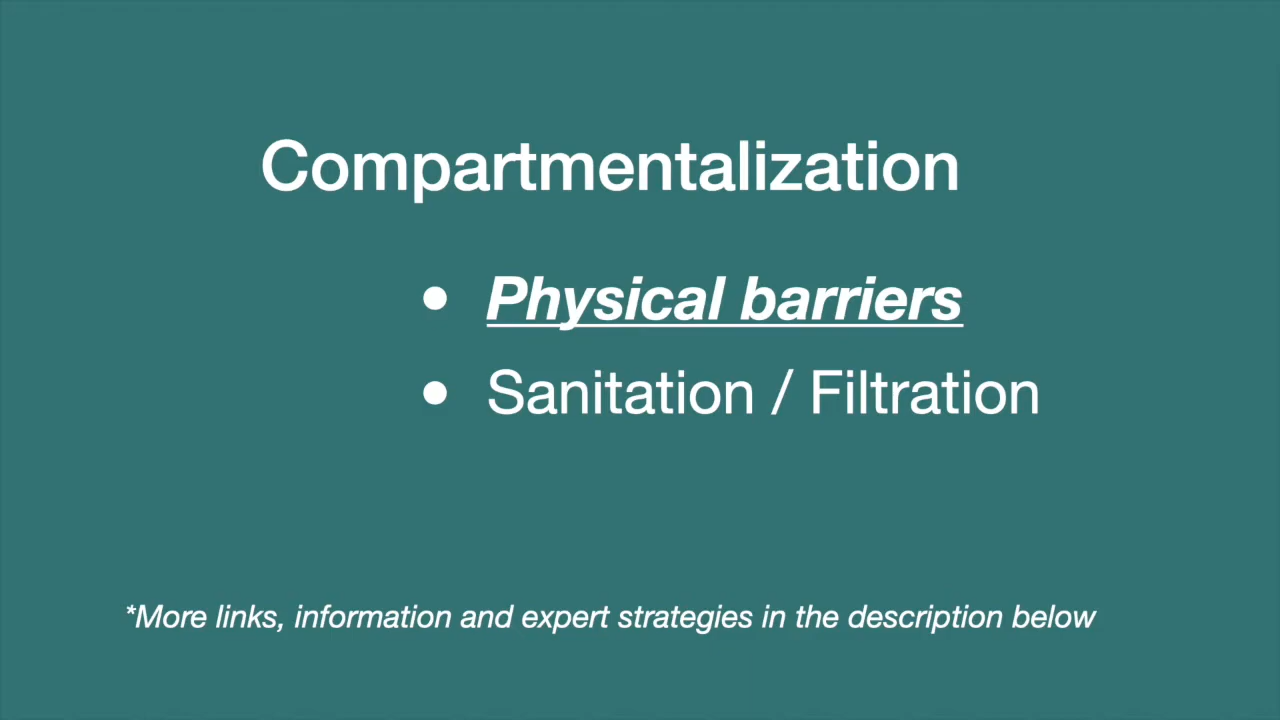 Compartmentalization
• Physical barriers
• Sanitation / Filtration
*More links, information and expert strategies in the description below